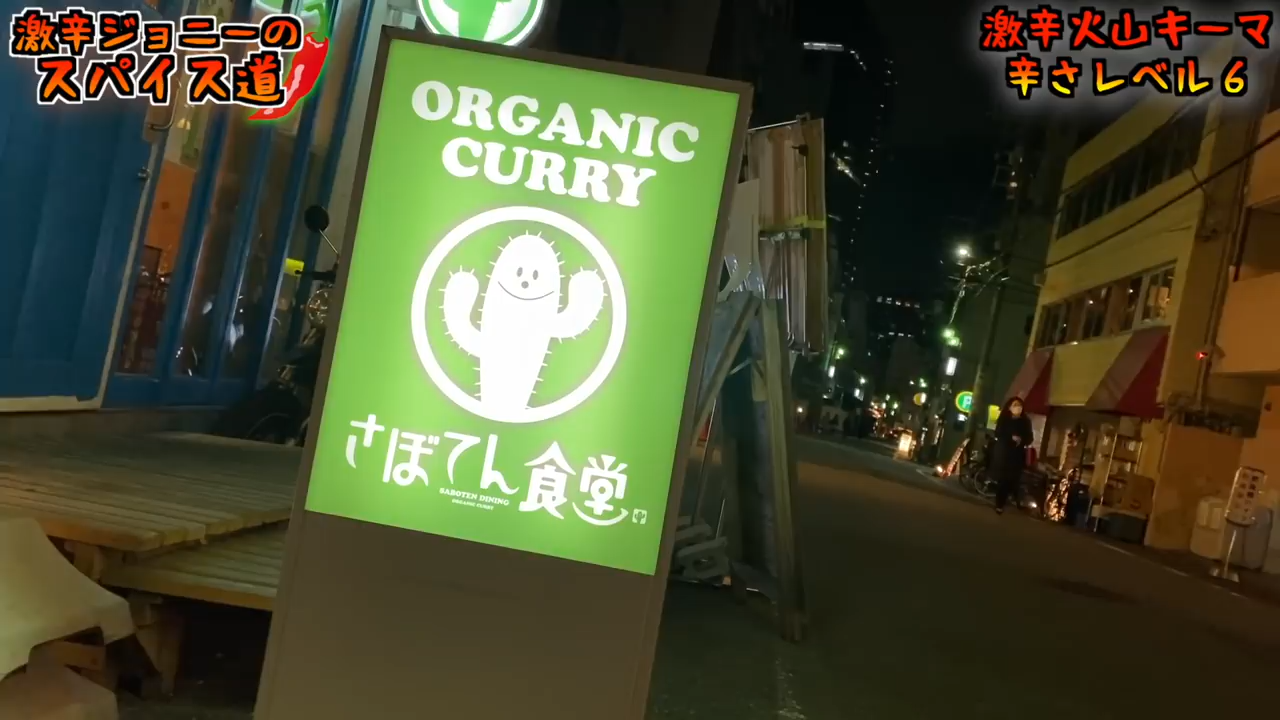 激辛ジョニーの
スパイス道
激辛火山キーマ
辛さレベル6
ORGANIC
CURRY
さぼてん食堂
SABOTEN DINING
ORGANIC CURRY